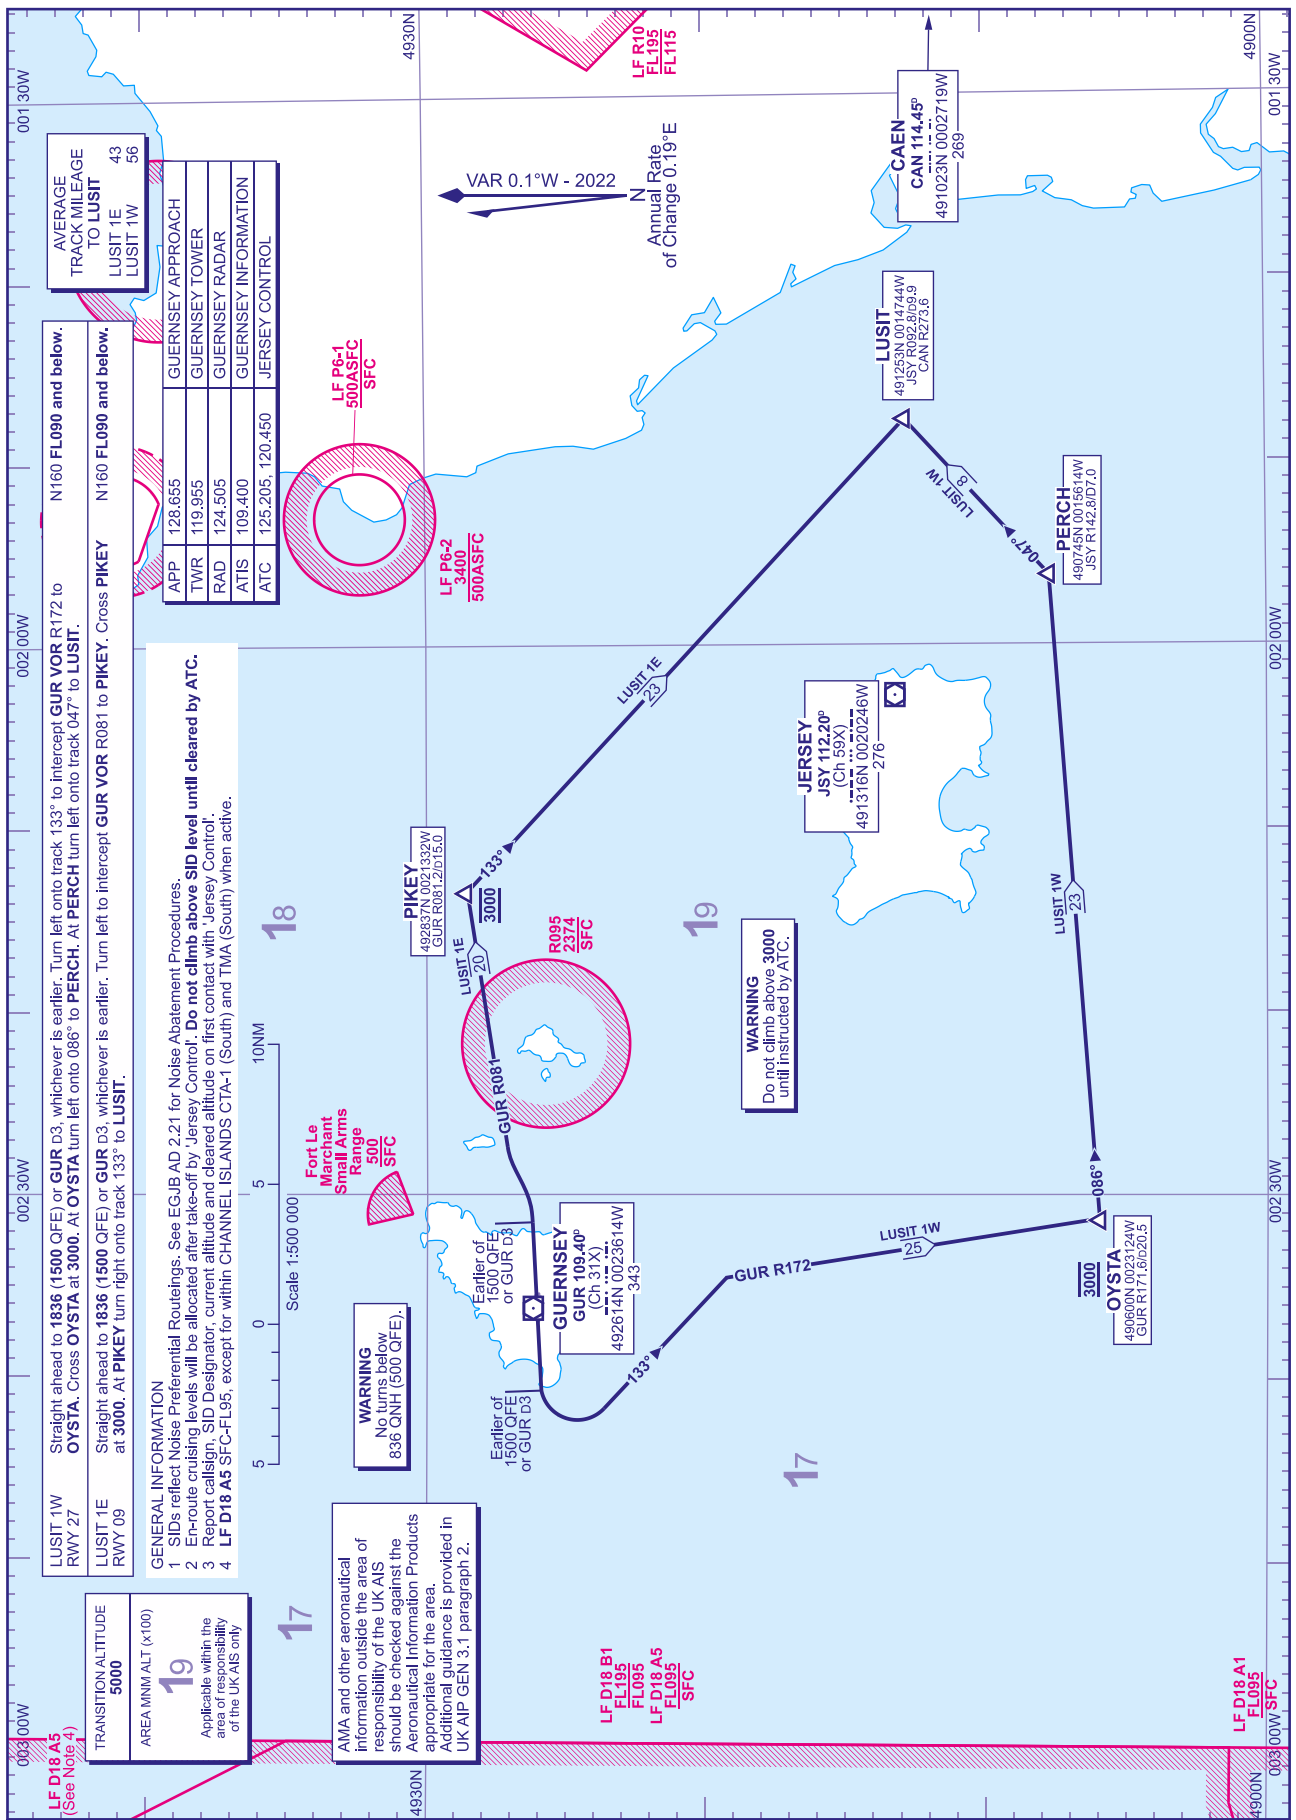 LUSIT 1W
RWY 27
Straight ahead to 1836 (1500 QFE) or GUR D3, whichever is earlier. Turn left onto track 133° to intercept GUR VOR R172 to
OYSTA. Cross OYSTA at 3000. At OYSTA turn left onto 086° to PERCH. At PERCH turn left onto track 047° to LUSIT.
N160 FL090 and below.
LUSIT 1E
RWY 09
Straight ahead to 1836 (1500 QFE) or GUR D3, whichever is earlier. Turn left to intercept GUR VOR R081 to PIKEY. Cross PIKEY
at 3000. At PIKEY turn right onto track 133° to LUSIT.
N160 FL090 and below.
AVERAGE
TRACK MILEAGE
TO LUSIT
LUSIT 1E 43
LUSIT 1W 56
GENERAL INFORMATION
1 SIDs reflect Noise Preferential Routeings. See EGJB AD 2.21 for Noise Abatement Procedures.
2 En-route cruising levels will be allocated after take-off by 'Jersey Control'. Do not climb above SID level until cleared by ATC.
3 Report callsign, SID Designator, current altitude and cleared altitude on first contact with 'Jersey Control'.
4 LF D18 A5 SFC-FL95, except for within CHANNEL ISLANDS CTA-1 (South) and TMA (South) when active.
APP 128.655 GUERNSEY APPROACH
TWR 119.955 GUERNSEY TOWER
RAD 124.505 GUERNSEY RADAR
ATIS 109.400 GUERNSEY INFORMATION
ATC 125.205, 120.450 JERSEY CONTROL
TRANSITION ALTITUDE
5000
AREA MNM ALT (x100)
19
Applicable within the
area of responsibility
of the UK AIS only
AMA and other aeronautical
information outside the area of
responsibility of the UK AIS
should be checked against the
Aeronautical Information Products
appropriate for the area.
Additional guidance is provided in
UK AIP GEN 3.1 paragraph 2.
5 0 5 10NM
Scale 1:500 000
WARNING
No turns below
836 QNH (500 QFE).
WARNING
Do not climb above 3000
until instructed by ATC.
003 00W
002 30W
002 00W
001 30W
4930N
4930N
4900N
4900N
003 00W
002 30W
002 00W
001 30W
17
18
17
19
LF D18 A5
(See Note 4)
LF D18 B1
FL195
FL095
LF D18 A5
FL095
SFC
LF D18 A1
FL095
SFC
Fort Le
Marchant
Small Arms
Range
500
SFC
R095
2374
SFC
LF P6-1
500ASFC
SFC
LF P6-2
3400
500ASFC
LF R10
FL195
FL115
VAR 0.1°W - 2022
N
Annual Rate
of Change 0.19°E
Earlier of
1500 QFE
or GUR D3
Earlier of
1500 QFE
or GUR D3
GUERNSEY
GUR 109.40D
(Ch 31X)
492614N 0023614W
343
GUR R081
LUSIT 1E
20
PIKEY
492837N 0021332W
GUR R081.2/D15.0
3000
133°
LUSIT 1E
23
133°
GUR R172
LUSIT 1W
25
3000
OYSTA
490600N 0023124W
GUR R171.6/D20.5
086°
LUSIT 1W
23
JERSEY
JSY 112.20D
(Ch 59X)
491316N 0020246W
276
PERCH
490745N 0015614W
JSY R142.8/D7.0
047°
LUSIT 1W
8
LUSIT
491253N 0014744W
JSY R092.8/D9.9
CAN R273.6
CAEN
CAN 114.45D
491023N 0002719W
269